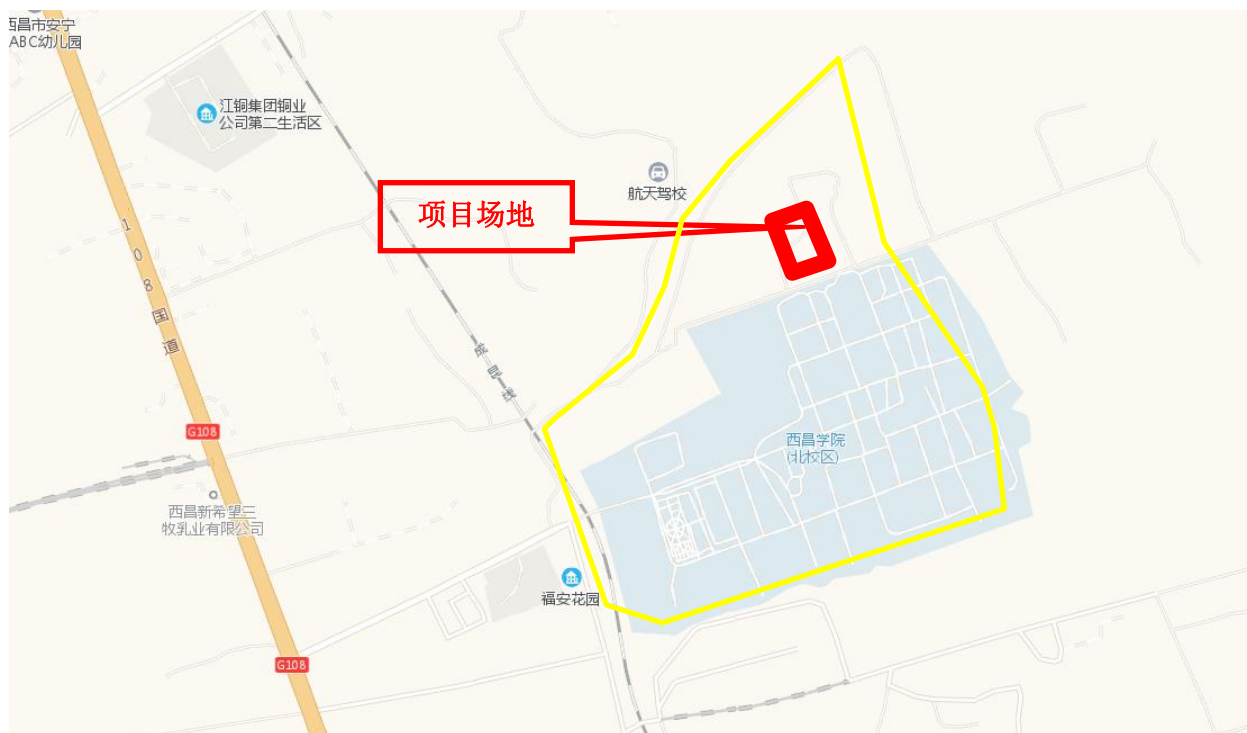 西昌市安宁
ABC幼儿园
江铜集团铜业
公司第二生活区
航天驾校
项目场地
108国道
成昆线
G108
西昌学院
(北校区)
西昌新希望三
牧乳业有限公司
福安花园
G108